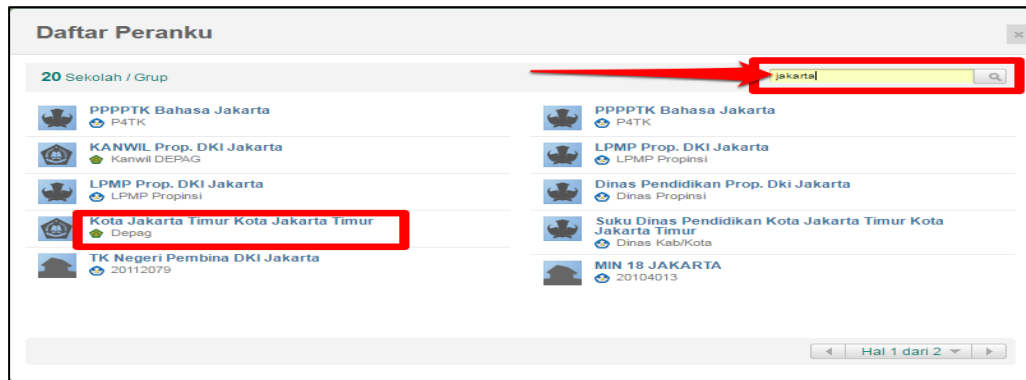 Daftar Peranku
20 Sekolah / Grup
jakarta
PPPPTK Bahasa Jakarta
P4TK
KANWIL Prop. DKI Jakarta
Kanwil DEPAG
LPMP Prop. DKI Jakarta
LPMP Propinsi
Kota Jakarta Timur Kota Jakarta Timur
Depag
TK Negeri Pembina DKI Jakarta
20112079
PPPPTK Bahasa Jakarta
P4TK
LPMP Prop. DKI Jakarta
LPMP Propinsi
Dinas Pendidikan Prop. Dki Jakarta
Dinas Propinsi
Suku Dinas Pendidikan Kota Jakarta Timur Kota
Jakarta Timur
Dinas Kab/Kota
MIN 18 JAKARTA
20104013
Hal 1 dari 2